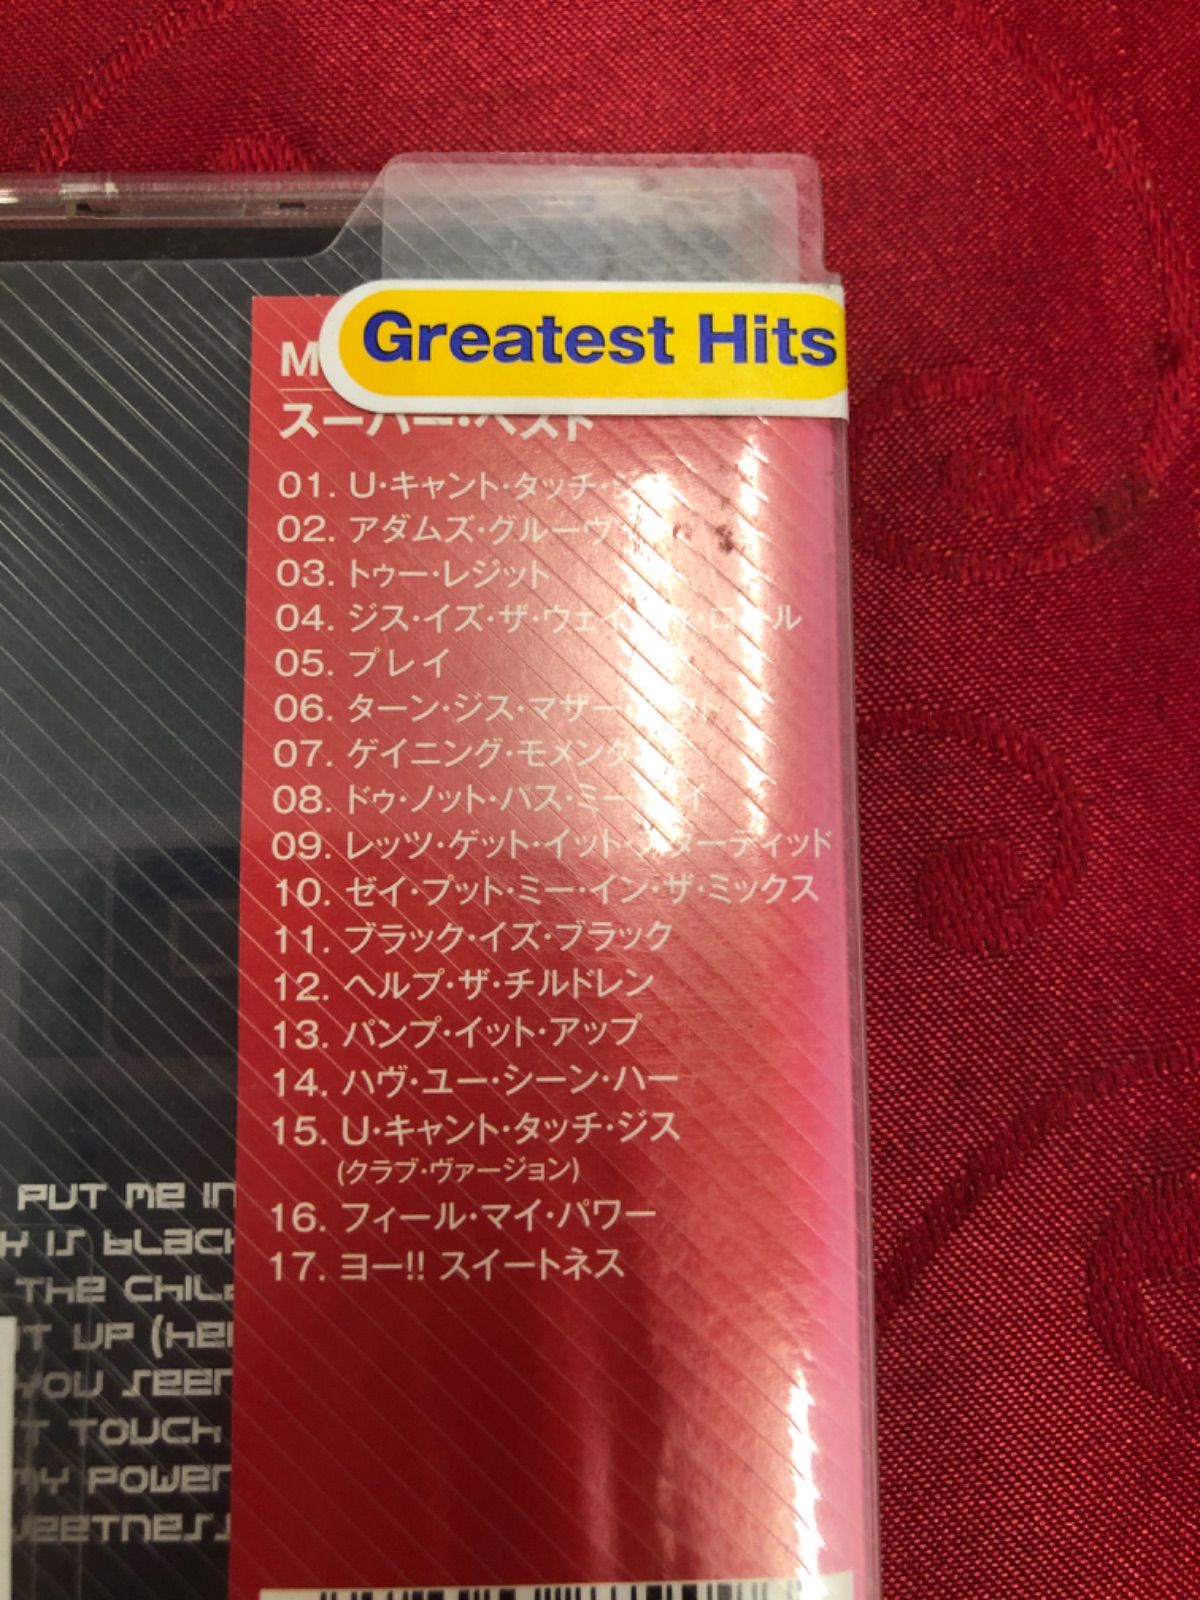 Greatest Hits
スーパー・ベスト
01. U・キャント・タッチ・
02. アダムズ・グルーヴ
03. トゥー・レジット
04. ジス・イズ・ザ・ウェイ
05. プレイ
06. ターン・ジス・マザー・
07. ゲイニング・モメンタ
08. ドゥ・ノット・パス・ミー・
09. レッツ・ゲット・イット・スターティッド
10. ゼイ・プット・ミー・イン・ザ・ミックス
11. ブラック・イズ・ブラック
12. ヘルプ・ザ・チルドレン
13. パンプ・イット・アップ
14. ハヴ・ユー・シーン・ハー
15. U・キャント・タッチ・ジス
(クラブ・ヴァージョン)
16. フィール・マイ・パワー
17. ヨー!! スイートネス
PUT ME IN
IS BLACK
THE CHIL
UP (HE
YOU SEEN
TOUCH
MY POWER
EETNESS